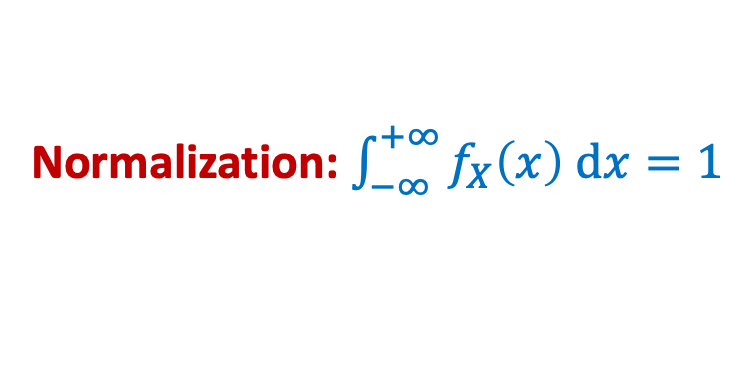 Normalization: ∫_{-∞}^{+∞} f_X(x) dx = 1